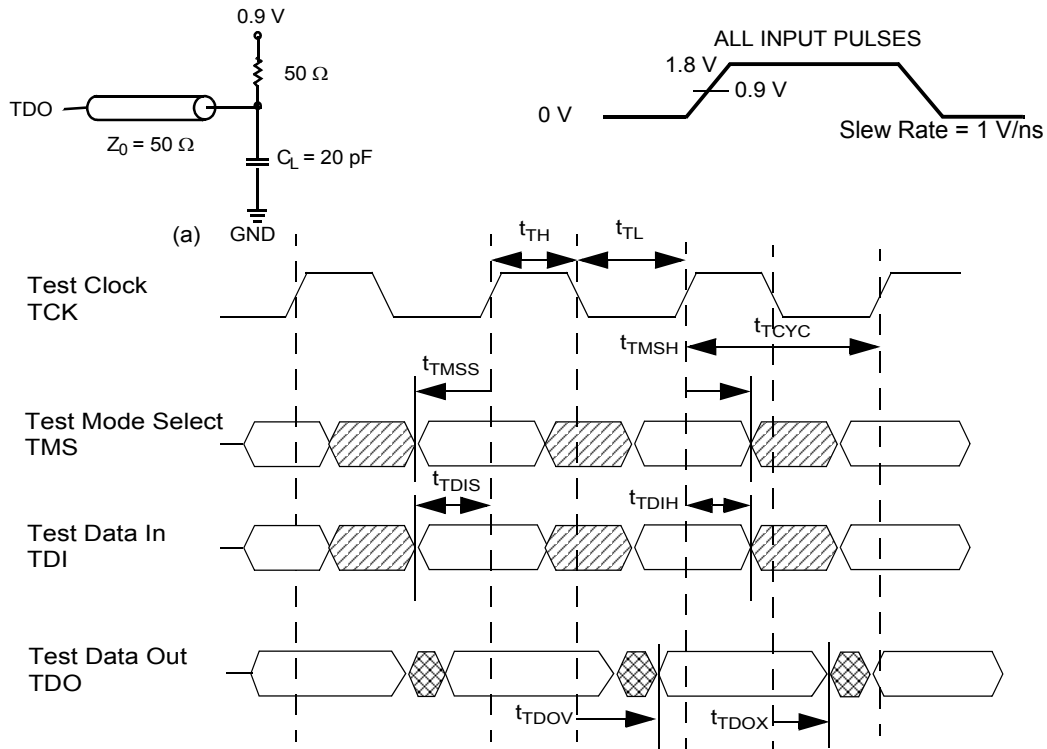 0.9 V
50 Ω
TDO
Z0 = 50 Ω
CL = 20 pF
(a) GND
ALL INPUT PULSES
1.8 V
0.9 V
0 V
Slew Rate = 1 V/ns
tTH
tTL
Test Clock
TCK
tTCYC
tTMSH
tTMSS
Test Mode Select
TMS
tTDIS
tTDIH
Test Data In
TDI
Test Data Out
TDO
tTDOV
tTDOX